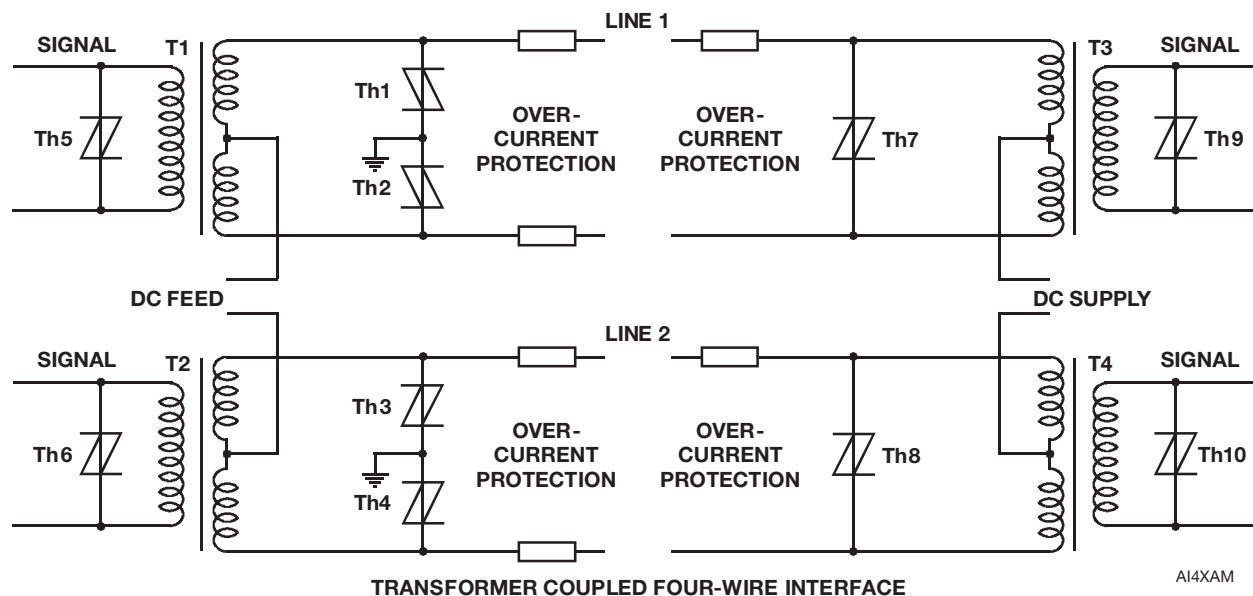 LINE 1
SIGNAL
T1
Th5
Th1
Th2
OVER-
CURRENT
PROTECTION
OVER-
CURRENT
PROTECTION
Th7
T3
SIGNAL
Th9
DC FEED
DC SUPPLY
LINE 2
SIGNAL
T2
Th6
Th3
Th4
OVER-
CURRENT
PROTECTION
OVER-
CURRENT
PROTECTION
Th8
T4
SIGNAL
Th10
TRANSFORMER COUPLED FOUR-WIRE INTERFACE
AI4XAM